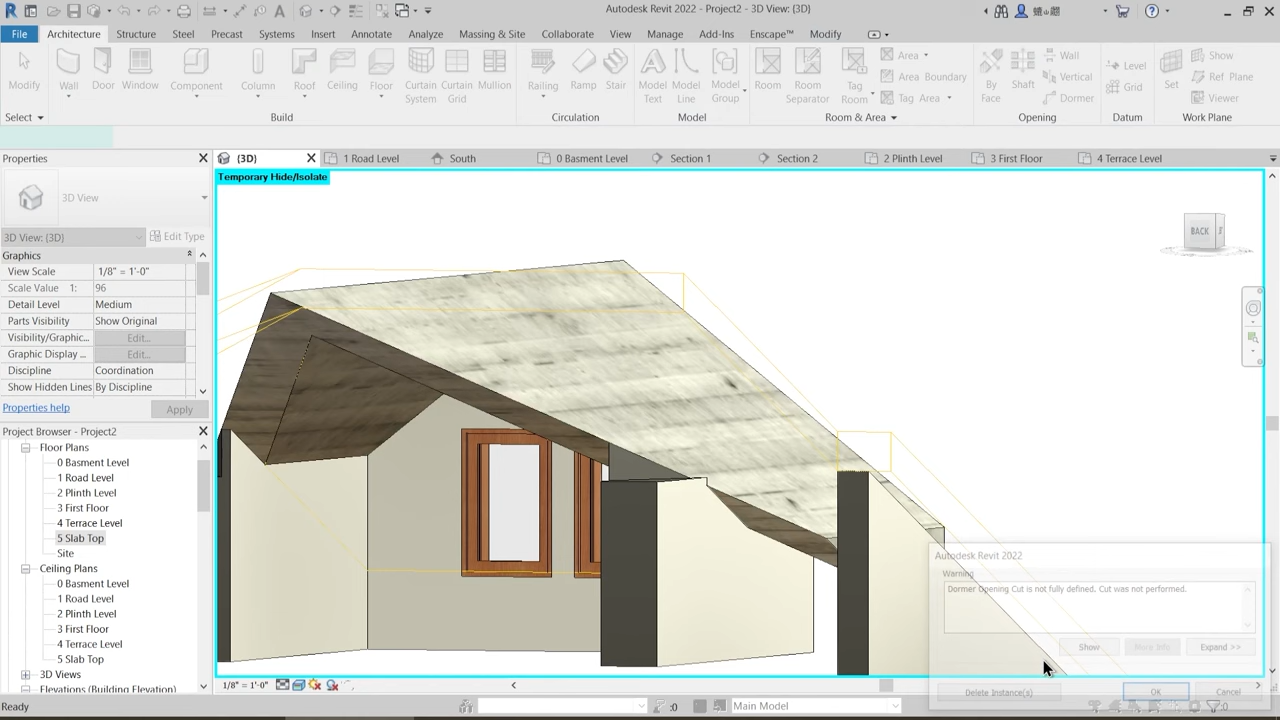 Autodesk Revit 2022 - Project2 - 3D View: {3D}
File Architecture Structure Steel Precast Systems Insert Annotate Analyze Massing & Site Collaborate View Manage Add-Ins Enscape™ Modify
Modify Wall Door Window Component Column Roof Ceiling Floor Curtain System Curtain Grid Mullion Railing Ramp Stair Model Text Model Line Model Group Room Room Separator Tag Room Area Area Boundary Tag Area By Face Shaft Wall Vertical Dormer Level Grid Set Show Ref Plane Viewer
Select Build Circulation Model Room & Area Opening Datum Work Plane
Properties
{3D} 1 Road Level South 0 Basment Level Section 1 Section 2 2 Plinth Level 3 First Floor 4 Terrace Level
Temporary Hide/Isolate
3D View
3D View: {3D} Edit Type
Graphics
View Scale 1/8" = 1'-0"
Scale Value 1: 96
Detail Level Medium
Parts Visibility Show Original
Visibility/Graphic... Edit...
Graphic Display ... Edit...
Discipline Coordination
Show Hidden Lines By Discipline
Properties help Apply
Project Browser - Project2
Floor Plans
0 Basment Level
1 Road Level
2 Plinth Level
3 First Floor
4 Terrace Level
5 Slab Top
Site
Ceiling Plans
0 Basment Level
1 Road Level
2 Plinth Level
3 First Floor
4 Terrace Level
5 Slab Top
3D Views
Elevations (Building Elevation)
BACK
Autodesk Revit 2022
Warning
Dormer Opening Cut is not fully defined. Cut was not performed.
Show More Info Expand >>
Delete Instance(s) OK Cancel
1/8" = 1'-0"
Ready :0 Main Model :0